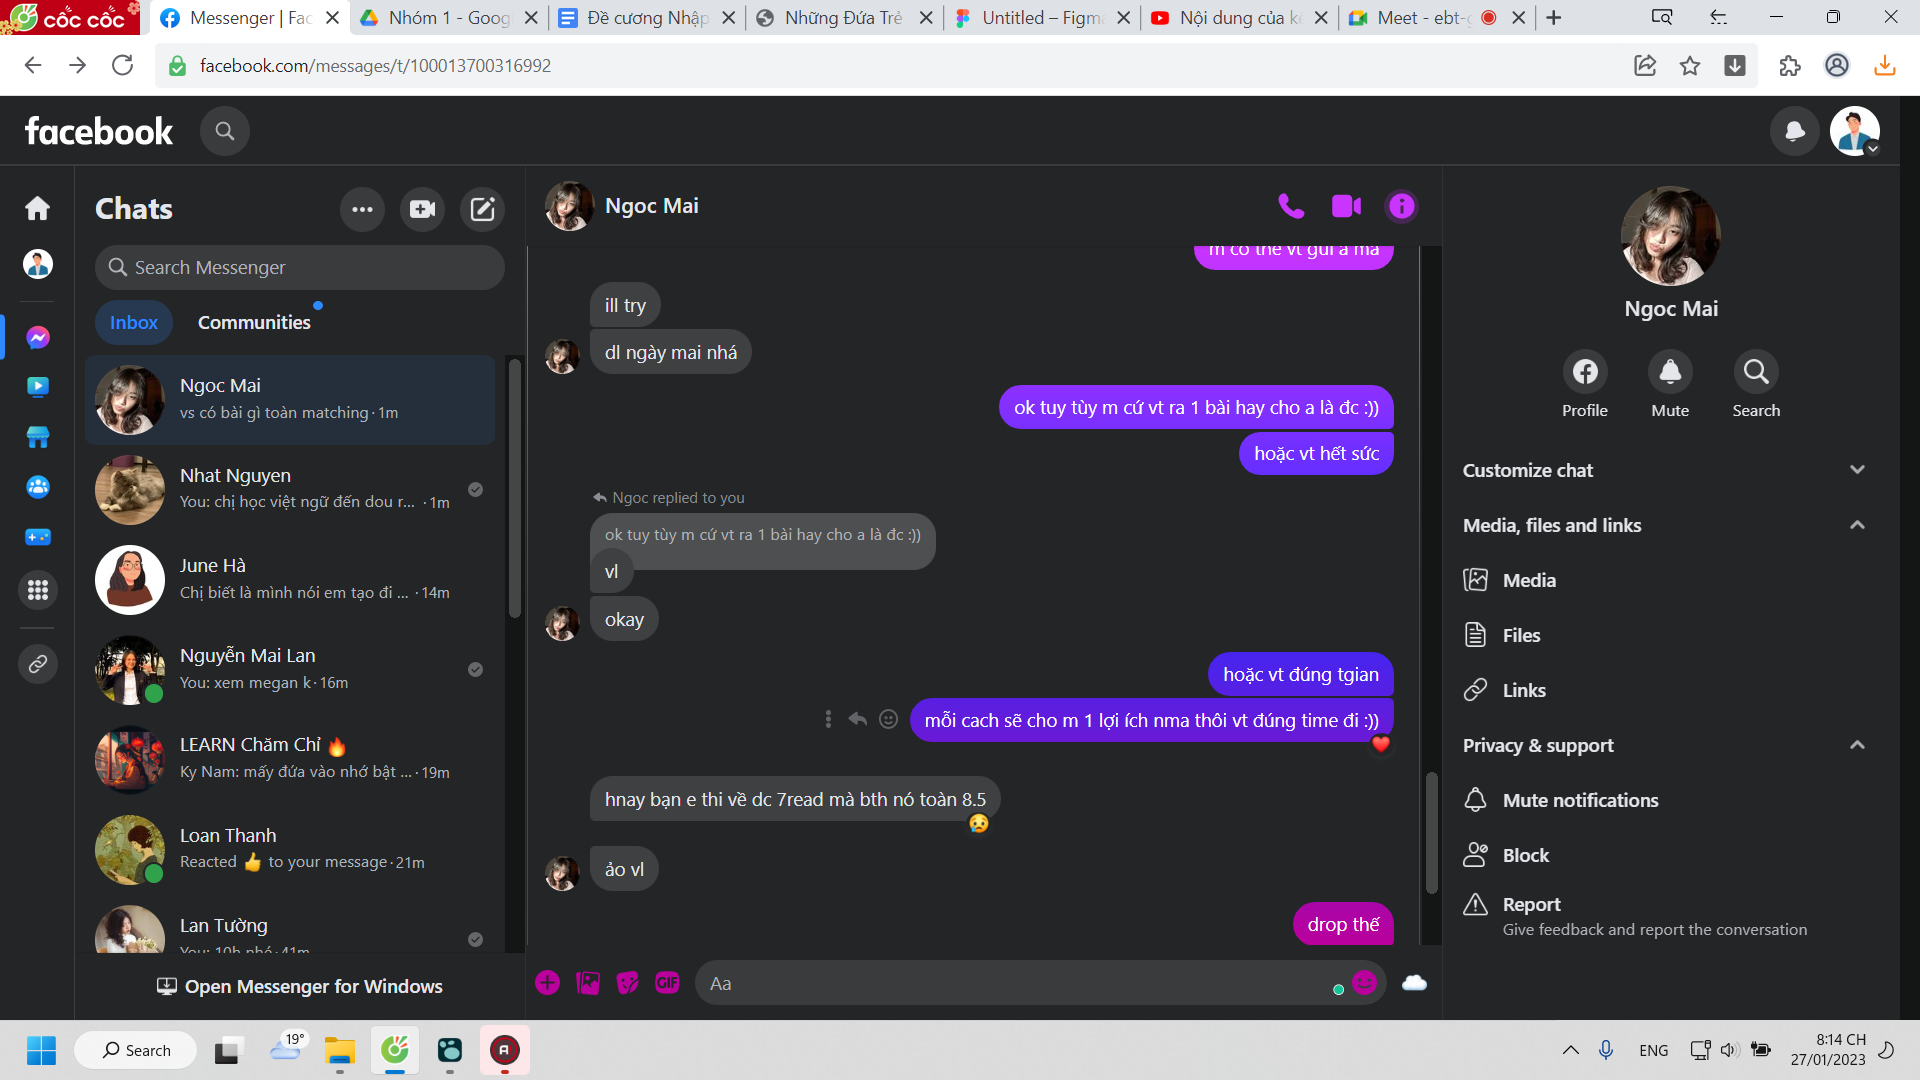 cốc cốc
Messenger | Fac
Nhóm 1 - Goog
Đề cương Nhập
Những Đứa Trẻ
Untitled – Figma
Nội dung của k
Meet - ebt-
facebook.com/messages/t/100013700316992
facebook
Chats
Search Messenger
Inbox
Communities
Ngoc Mai
vs có bài gì toàn matching · 1m
Nhat Nguyen
You: chị học việt ngữ đến dou r... · 1m
June Hà
Chị biết là mình nói em tạo đi ... · 14m
Nguyễn Mai Lan
You: xem megan k · 16m
LEARN Chăm Chỉ 🔥
Ky Nam: mấy đứa vào nhớ bật ... · 19m
Loan Thanh
Reacted 👍 to your message · 21m
Lan Tường
You: 10h nhé · 41m
Open Messenger for Windows
Ngoc Mai
m có thể vt gửi a mà
ill try
dl ngày mai nhá
ok tuy tùy m cứ vt ra 1 bài hay cho a là đc :))
hoặc vt hết sức
Ngoc replied to you
ok tuy tùy m cứ vt ra 1 bài hay cho a là đc :))
vl
okay
hoặc vt đúng tgian
mỗi cach sẽ cho m 1 lợi ích nma thôi vt đúng time đi :))
hnay bạn e thi về dc 7read mà bth nó toàn 8.5
ảo vl
drop thế
GIF
Aa
Ngoc Mai
Profile
Mute
Search
Customize chat
Media, files and links
Media
Files
Links
Privacy & support
Mute notifications
Block
Report
Give feedback and report the conversation
Search
19°
A
ENG
8:14 CH
27/01/2023